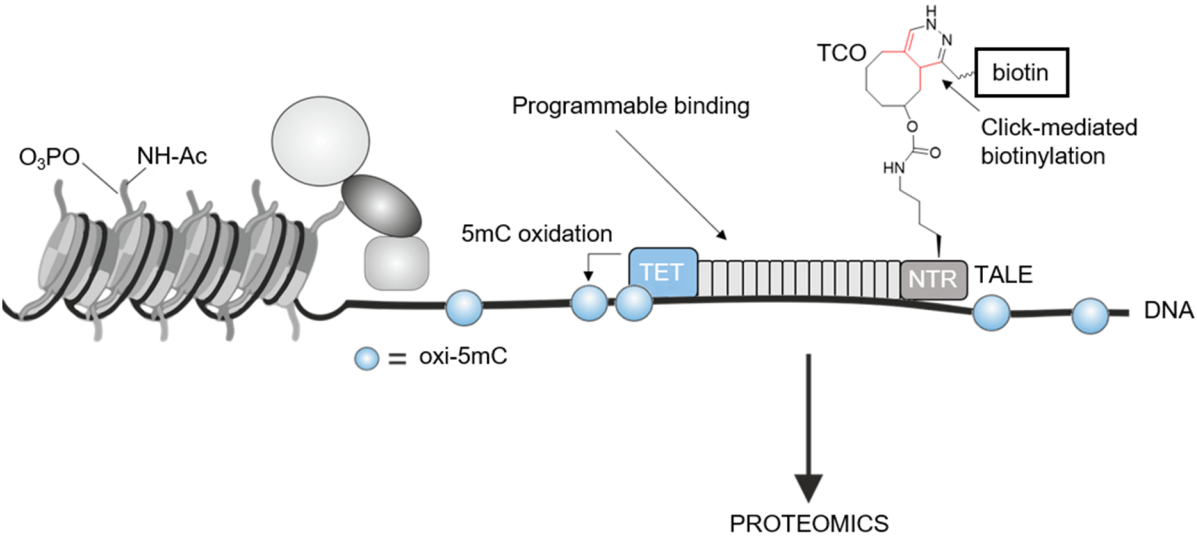 H
N
N
TCO
biotin
Programmable binding
Click-mediated
biotinylation
O₃PO
NH-Ac
O
O
HN
5mC oxidation
TET
NTR
TALE
DNA
= oxi-5mC
PROTEOMICS